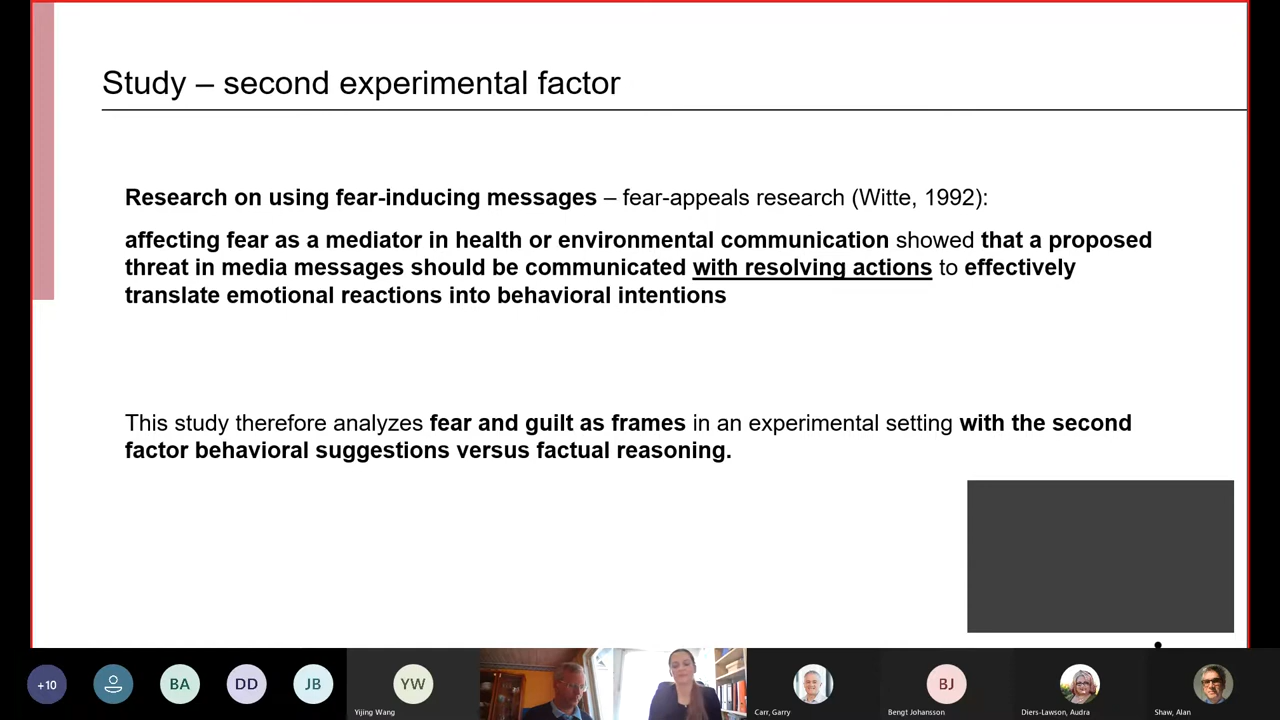 Study – second experimental factor
Research on using fear-inducing messages – fear-appeals research (Witte, 1992):
affecting fear as a mediator in health or environmental communication showed that a proposed
threat in media messages should be communicated with resolving actions to effectively
translate emotional reactions into behavioral intentions
This study therefore analyzes fear and guilt as frames in an experimental setting with the second
factor behavioral suggestions versus factual reasoning.
+10
BA
DD
JB
YW
Yijing Wang
Carr, Garry
BJ
Bengt Johansson
Diers-Lawson, Audra
Shaw, Alan